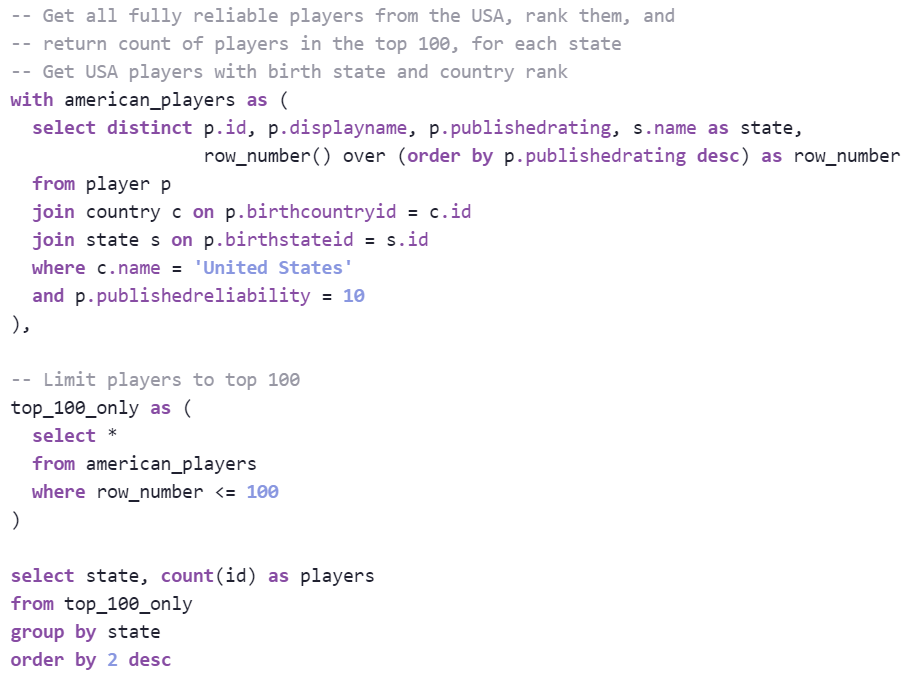 -- Get all fully reliable players from the USA, rank them, and
-- return count of players in the top 100, for each state
-- Get USA players with birth state and country rank
with american_players as (
  select distinct p.id, p.displayname, p.publishedrating, s.name as state,
                  row_number() over (order by p.publishedrating desc) as row_number
  from player p
  join country c on p.birthcountryid = c.id
  join state s on p.birthstateid = s.id
  where c.name = 'United States'
  and p.publishedreliability = 10
),

-- Limit players to top 100
top_100_only as (
  select *
  from american_players
  where row_number <= 100
)

select state, count(id) as players
from top_100_only
group by state
order by 2 desc